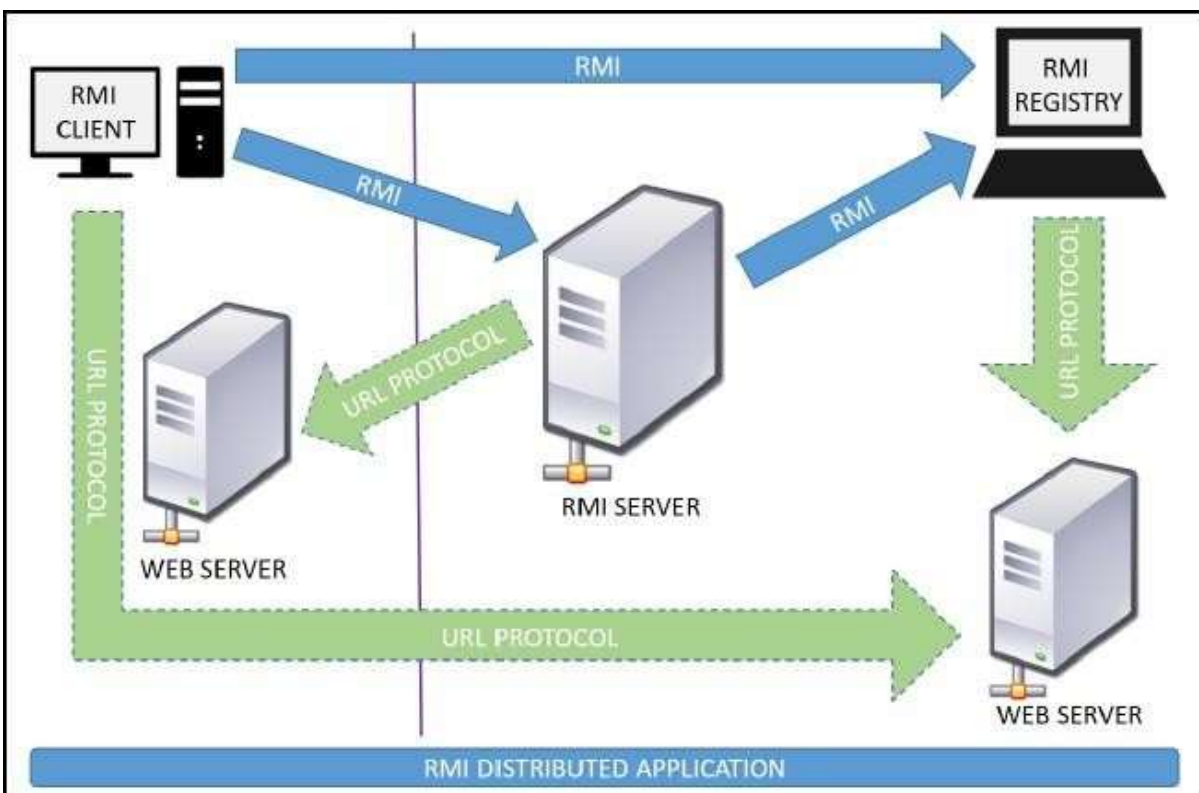 RMI
CLIENT
RMI
RMI
REGISTRY
RMI
RMI
URL PROTOCOL
URL PROTOCOL
URL PROTOCOL
RMI SERVER
WEB SERVER
URL PROTOCOL
WEB SERVER
RMI DISTRIBUTED APPLICATION